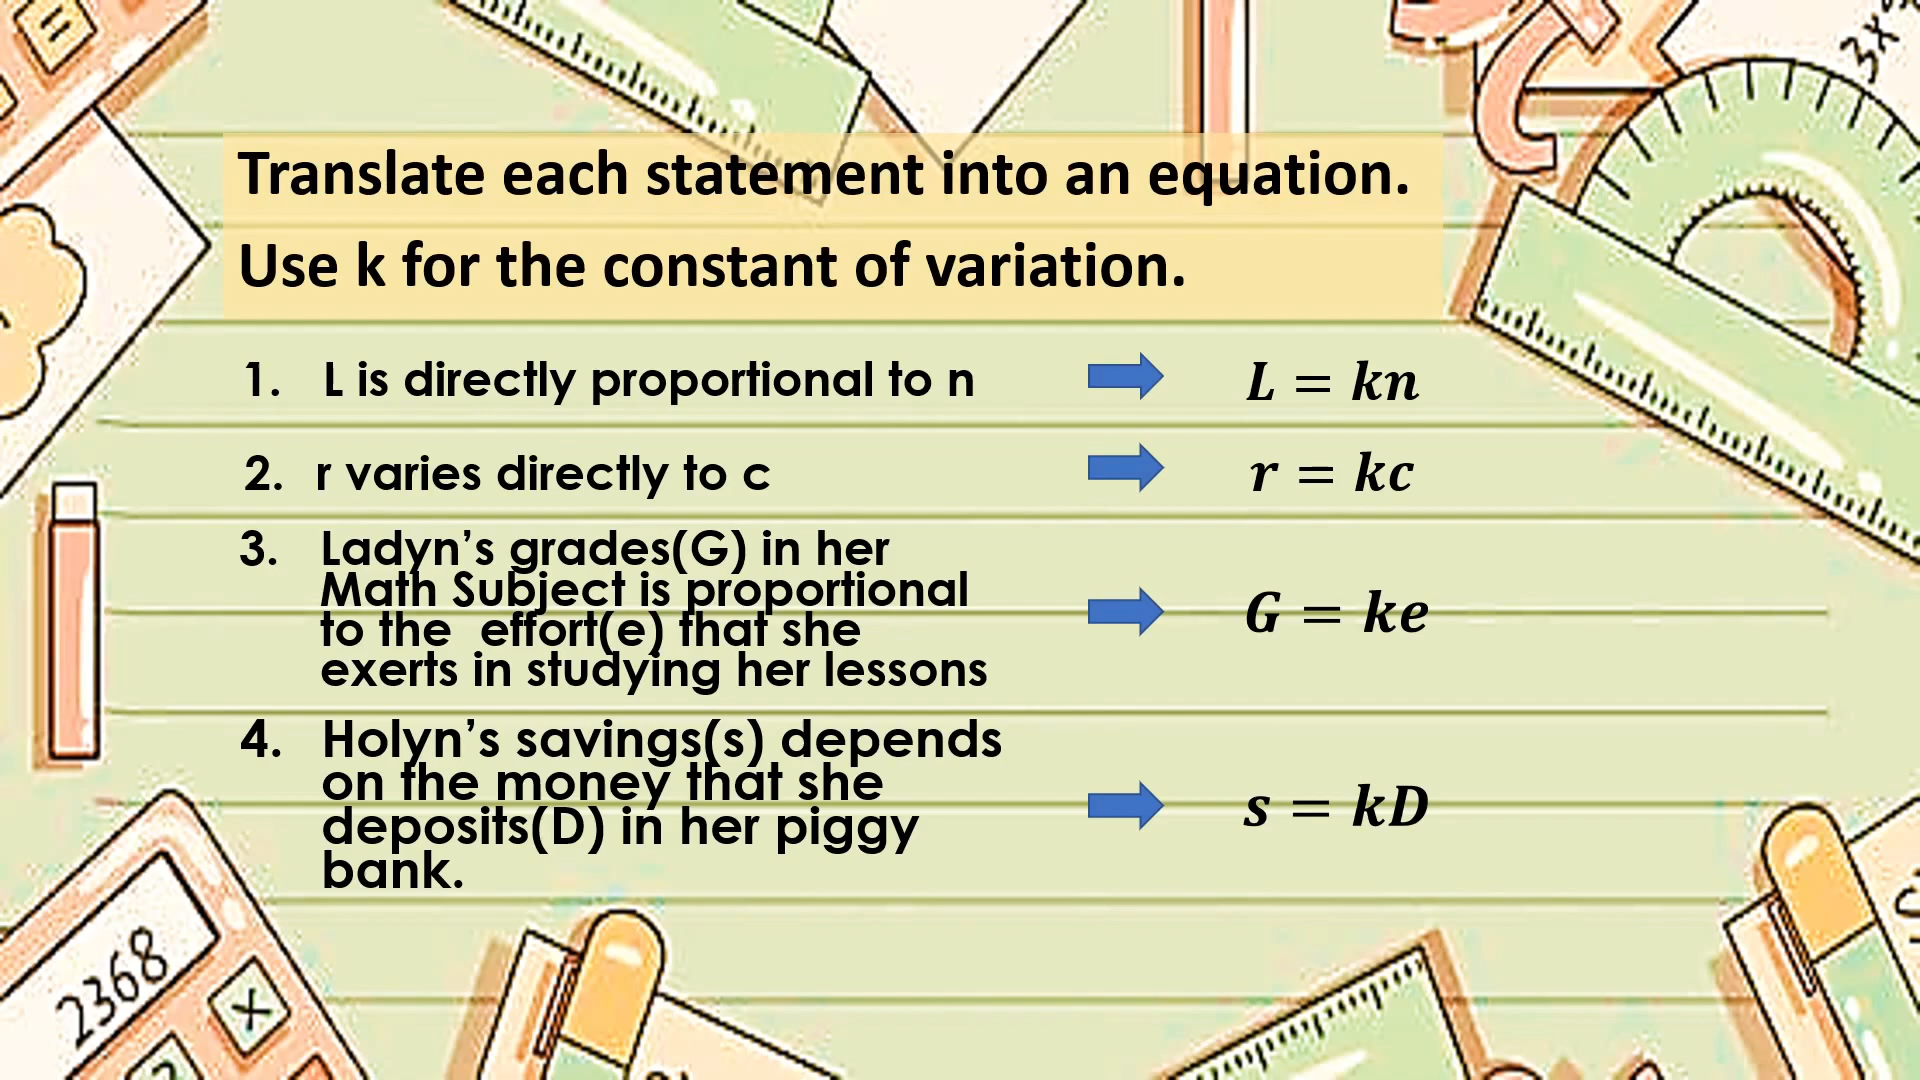 3x
Translate each statement into an equation.
Use k for the constant of variation.
1. L is directly proportional to n
L = kn
2. r varies directly to c
r = kc
3. Ladyn’s grades(G) in her
Math Subject is proportional
to the effort(e) that she
exerts in studying her lessons
G = ke
4. Holyn’s savings(s) depends
on the money that she
deposits(D) in her piggy
bank.
s = kD
2368
X